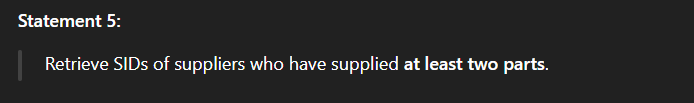 Statement 5:
Retrieve SIDs of suppliers who have supplied at least two parts.